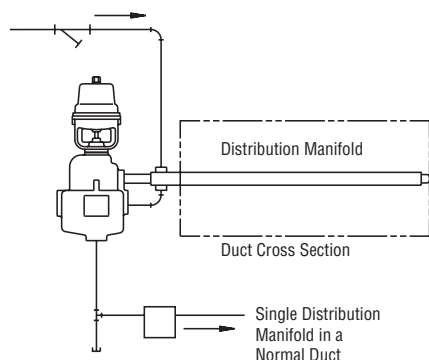 Distribution Manifold
Duct Cross Section
Single Distribution
Manifold in a
Normal Duct